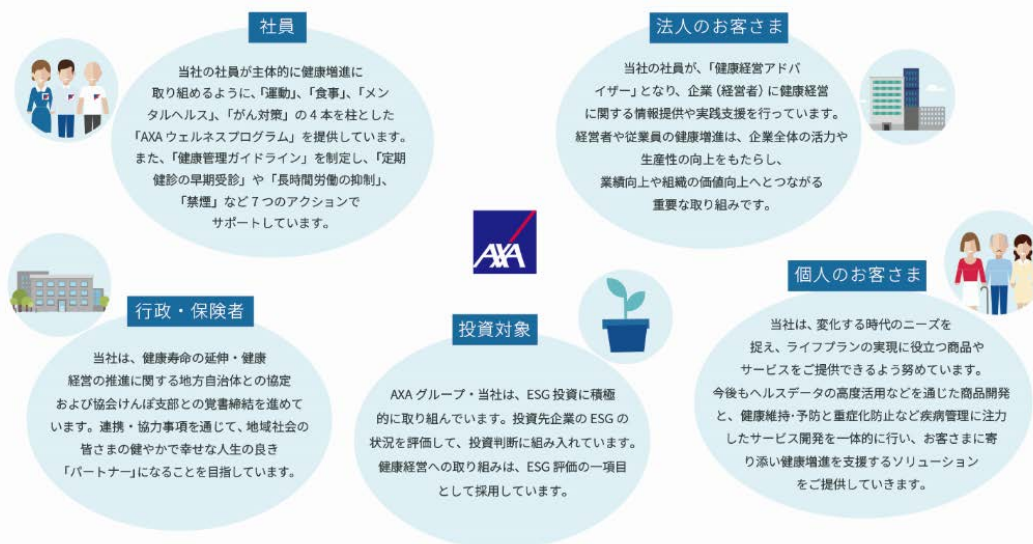 社員
当社の社員が主体的に健康増進に
取り組めるように、「運動」、「食事」、「メン
タルヘルス」、「がん対策」の4本を柱とした
「AXAウェルネスプログラム」を提供しています。
また、「健康管理ガイドライン」を制定し、「定期
健診の早期受診」や「長時間労働の抑制」、
「禁煙」など7つのアクションで
サポートしています。
法人のお客さま
当社の社員が、「健康経営アドバ
イザー」となり、企業（経営者）に健康経営
に関する情報提供や実践支援を行っています。
経営者や従業員の健康増進は、企業全体の活力や
生産性の向上をもたらし、
業績向上や組織の価値向上へとつながる
重要な取り組みです。
AXA
行政・保険者
当社は、健康寿命の延伸・健康
経営の推進に関する地方自治体との協定
および協会けんぽ支部との覚書締結を進めて
います。連携・協力事項を通じて、地域社会の
皆さまの健やかで幸せな人生の良き
「パートナー」になることを目指しています。
投資対象
AXAグループ・当社は、ESG投資に積極
的に取り組んでいます。投資先企業のESGの
状況を評価して、投資判断に組み入れています。
健康経営への取り組みは、ESG評価の一項目
として採用しています。
個人のお客さま
当社は、変化する時代のニーズを
捉え、ライフプランの実現に役立つ商品や
サービスをご提供できるよう努めています。
今後もヘルスデータの高度活用などを通じた商品開発
と、健康維持・予防と重症化防止など疾病管理に注力
したサービス開発を一体的に行い、お客さまに寄
り添い健康増進を支援するソリューション
をご提供していきます。